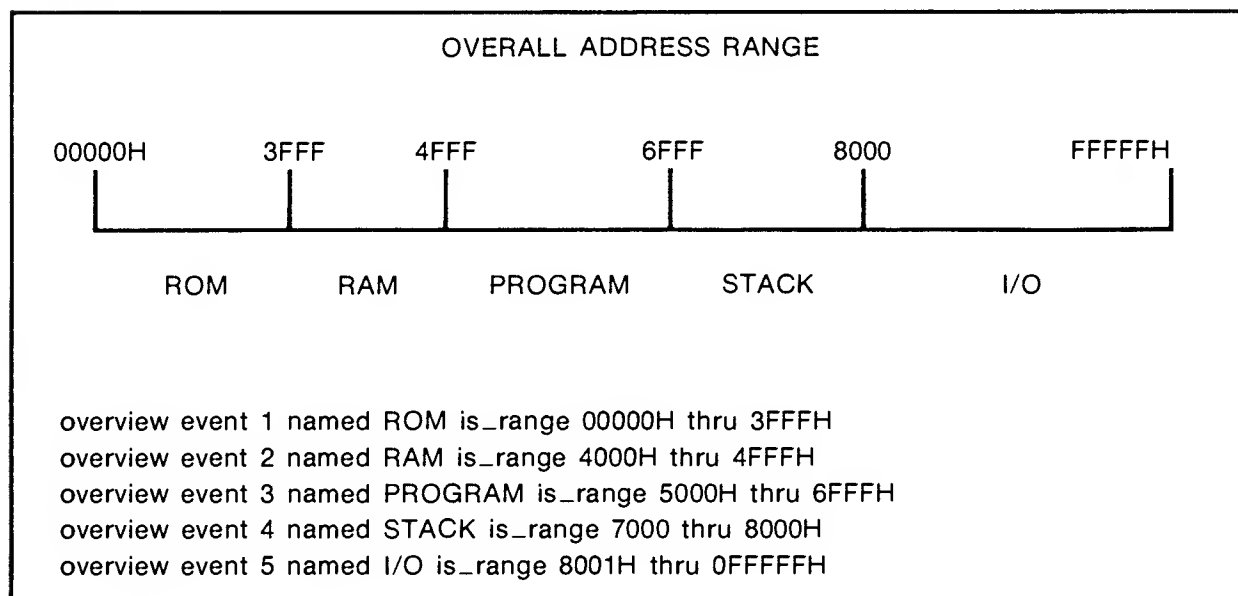 OVERALL ADDRESS RANGE
00000H 3FFF 4FFF 6FFF 8000 FFFFFH
ROM RAM PROGRAM STACK I/O
overview event 1 named ROM is_range 00000H thru 3FFFH
overview event 2 named RAM is_range 4000H thru 4FFFH
overview event 3 named PROGRAM is_range 5000H thru 6FFFH
overview event 4 named STACK is_range 7000 thru 8000H
overview event 5 named I/O is_range 8001H thru 0FFFFFH